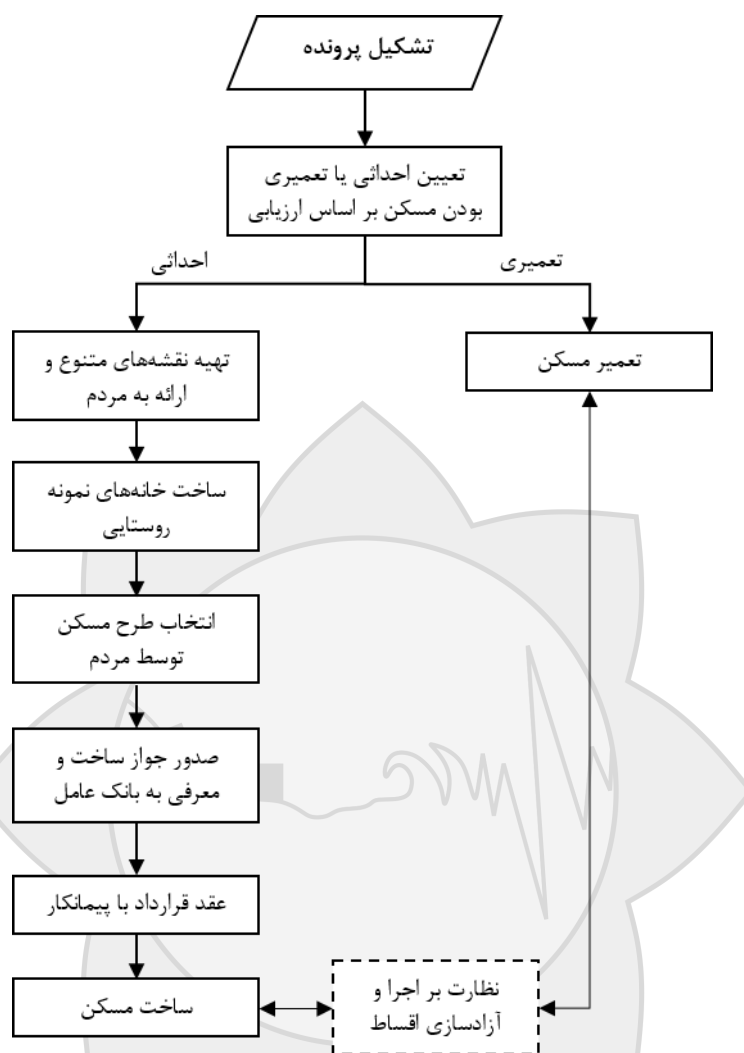 تشکیل پرونده
تعیین احداثی یا تعمیری
بودن مسکن بر اساس ارزیابی
تعمیری
احداثی
تعمیر مسکن
تهیه نقشه‌های متنوع و
ارائه به مردم
ساخت خانه‌های نمونه
روستایی
انتخاب طرح مسکن
توسط مردم
صدور جواز ساخت و
معرفی به بانک عامل
عقد قرارداد با پیمانکار
ساخت مسکن
نظارت بر اجرا و
آزادسازی اقساط